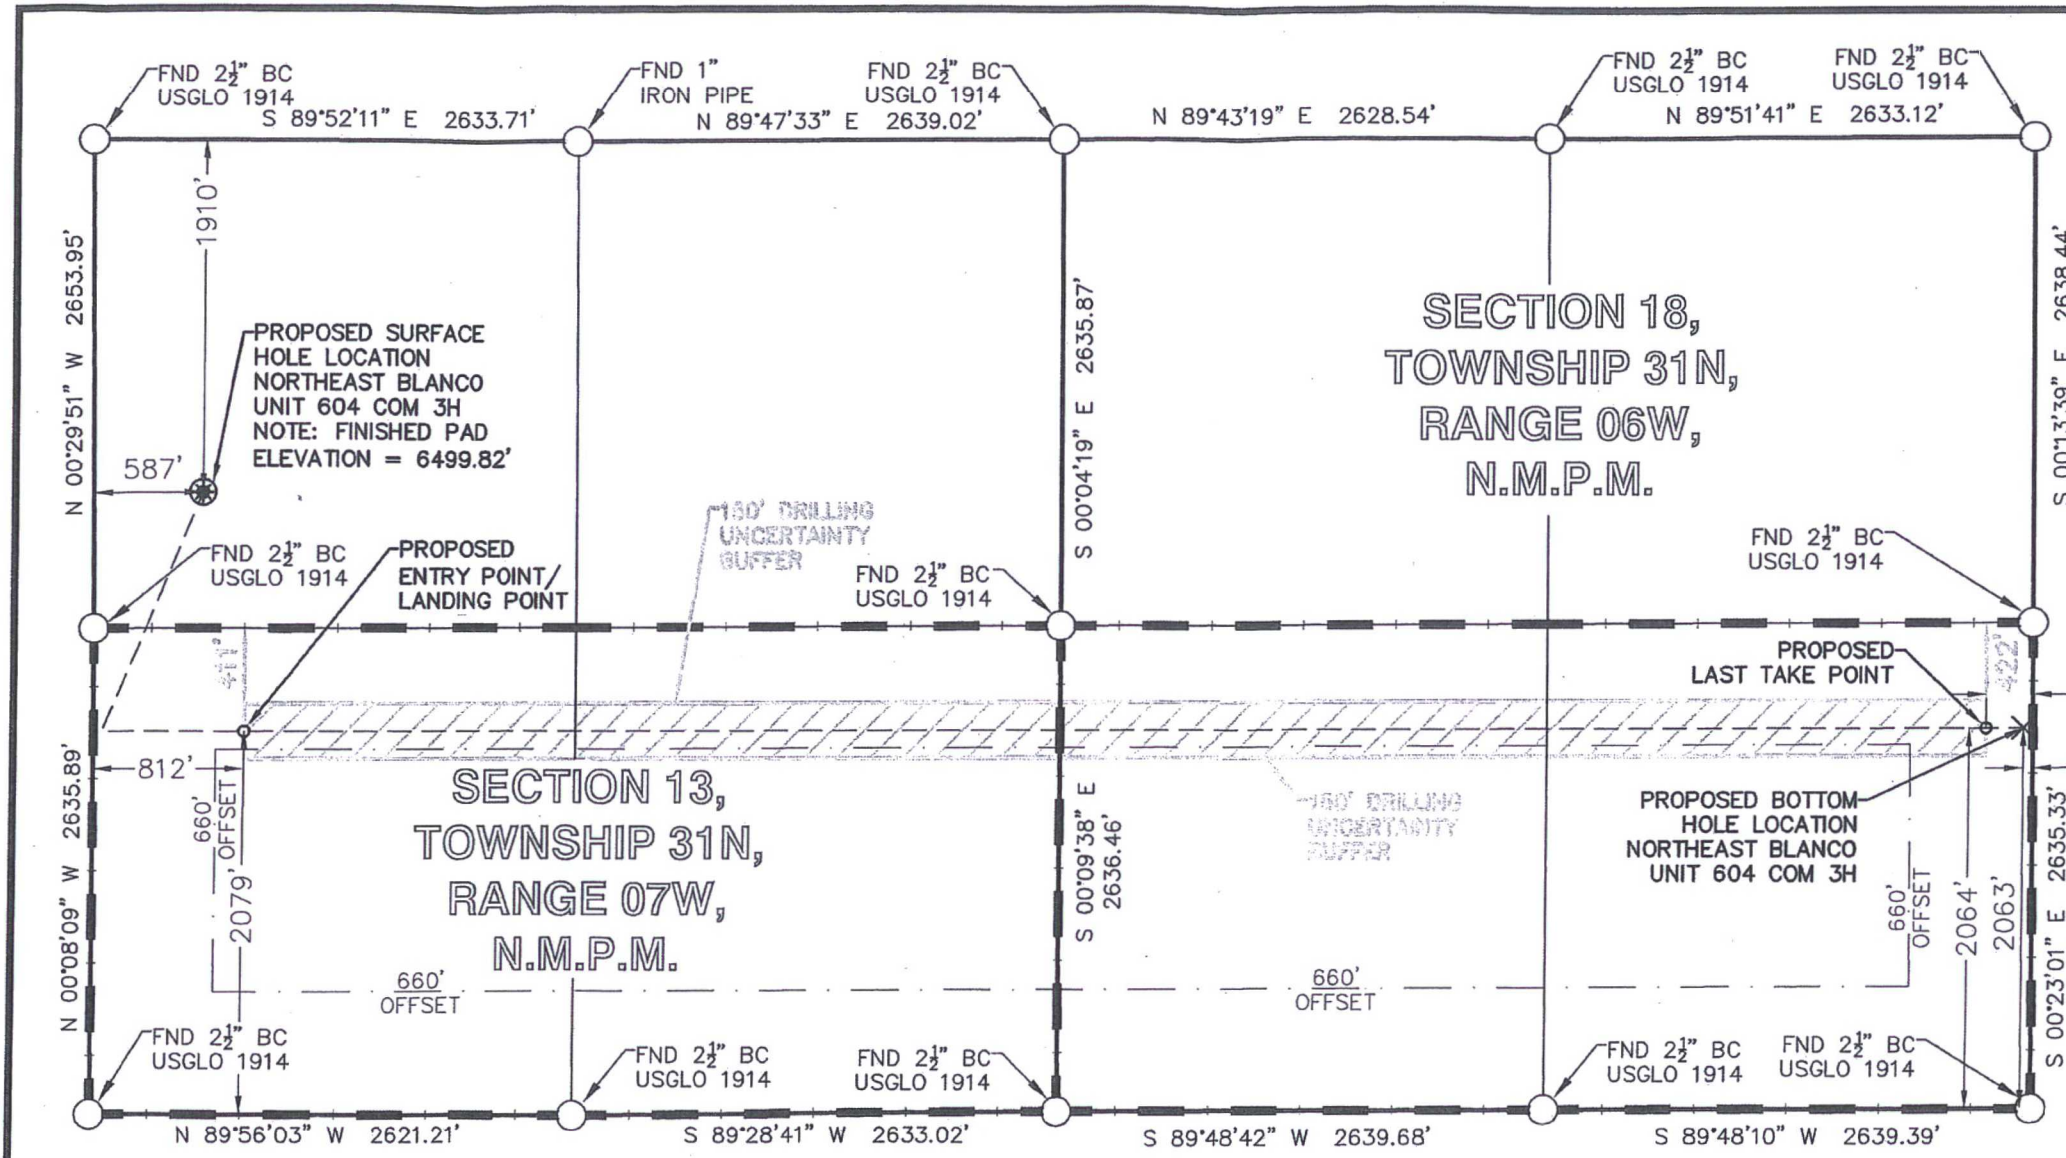 FND 2½" BC
USGLO 1914
FND 1"
IRON PIPE
FND 2½" BC
USGLO 1914
FND 2½" BC
USGLO 1914
FND 2½" BC
USGLO 1914
S 89°52'11" E 2633.71'
N 89°47'33" E 2639.02'
N 89°43'19" E 2628.54'
N 89°51'41" E 2633.12'
1910'
N 00°29'51" W 2653.95'
PROPOSED SURFACE
HOLE LOCATION
NORTHEAST BLANCO
UNIT 604 COM 3H
NOTE: FINISHED PAD
ELEVATION = 6499.82'
587'
S 00°04'19" E 2635.87'
SECTION 18,
TOWNSHIP 31N,
RANGE 06W,
N.M.P.M.
S 00°13'39" E 2638.44'
DRILLING
UNCERTAINTY
BUFFER
FND 2½" BC
USGLO 1914
PROPOSED
ENTRY POINT/
LANDING POINT
FND 2½" BC
USGLO 1914
FND 2½" BC
USGLO 1914
411'
PROPOSED
LAST TAKE POINT
422'
812'
660'
OFFSET
2079'
N 00°08'09" W 2635.89'
SECTION 13,
TOWNSHIP 31N,
RANGE 07W,
N.M.P.M.
S 00°09'38" E
2636.46'
DRILLING
UNCERTAINTY
BUFFER
PROPOSED BOTTOM
HOLE LOCATION
NORTHEAST BLANCO
UNIT 604 COM 3H
660'
OFFSET
2064'
2063'
S 00°23'01" E 2635.33'
660'
OFFSET
660'
OFFSET
FND 2½" BC
USGLO 1914
FND 2½" BC
USGLO 1914
FND 2½" BC
USGLO 1914
FND 2½" BC
USGLO 1914
FND 2½" BC
USGLO 1914
N 89°56'03" W 2621.21'
S 89°28'41" W 2633.02'
S 89°48'42" W 2639.68'
S 89°48'10" W 2639.39'